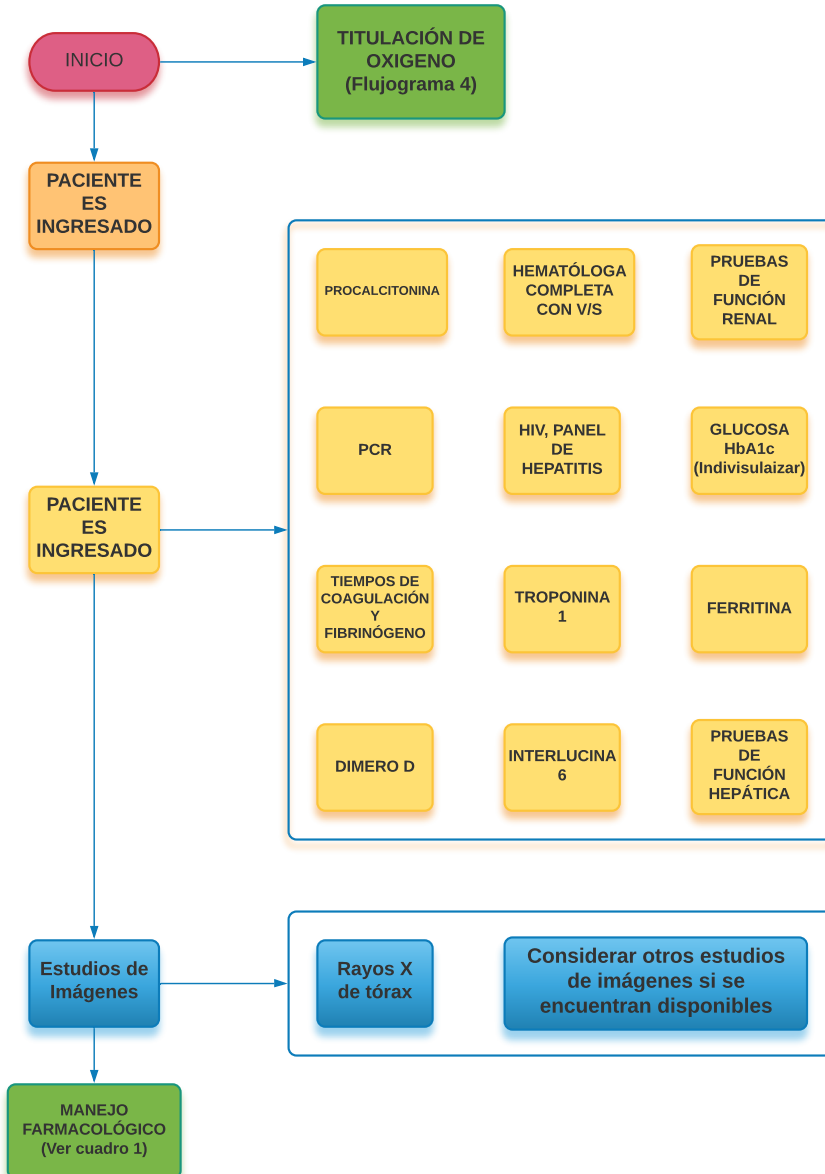 INICIO
TITULACIÓN DE
OXIGENO
(Flujograma 4)
PACIENTE
ES
INGRESADO
PROCALCITONINA
HEMATÓLOGA
COMPLETA
CON V/S
PRUEBAS
DE
FUNCIÓN
RENAL
PCR
HIV, PANEL
DE
HEPATITIS
GLUCOSA
HbA1c
(Indivisulaizar)
PACIENTE
ES
INGRESADO
TIEMPOS DE
COAGULACIÓN
Y
FIBRINÓGENO
TROPONINA
1
FERRITINA
DIMERO D
INTERLUCINA
6
PRUEBAS
DE
FUNCIÓN
HEPÁTICA
Estudios de
Imágenes
Rayos X
de tórax
Considerar otros estudios
de imágenes si se
encuentran disponibles
MANEJO
FARMACOLÓGICO
(Ver cuadro 1)